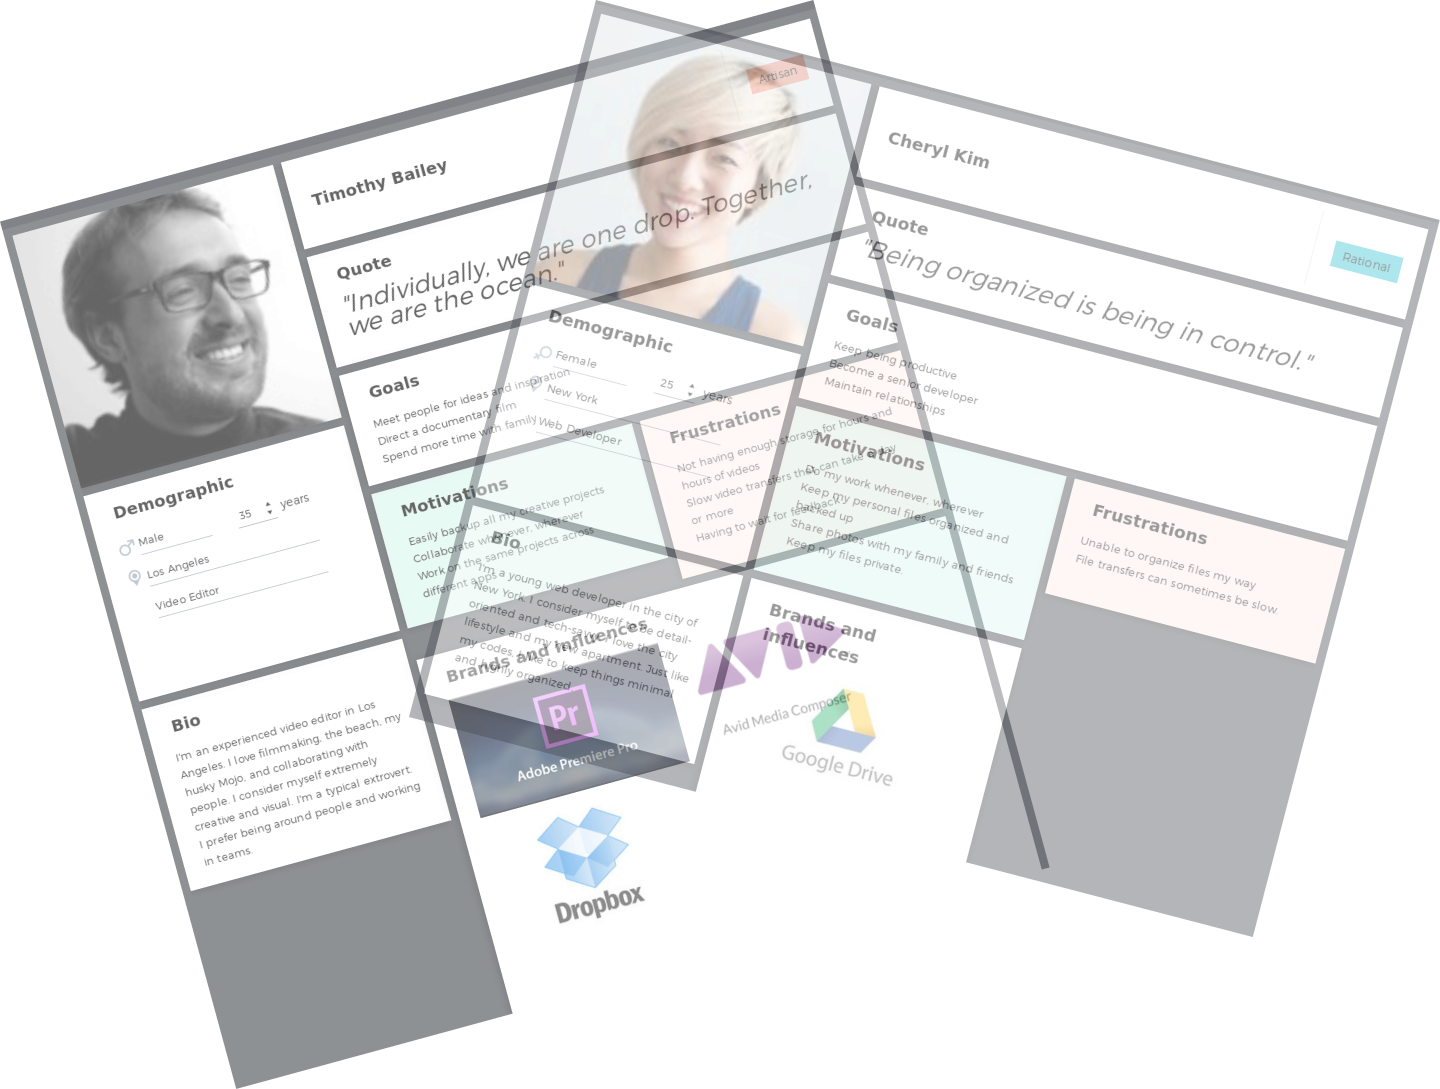 Artisan
Timothy Bailey
Quote
"Individually, we are one drop. Together,
we are the ocean."
Goals
Meet people for ideas and inspiration
Direct a documentary film
Spend more time with family
Demographic
35 years
Male
Los Angeles
Video Editor
Motivations
Easily backup all my creative projects
Collaborate whenever, wherever
Work on the same projects across
different apps
Frustrations
Not having enough storage for hours and
hours of videos
Slow video transfers that can take a day
or more
Having to wait for feedback
Bio
I'm an experienced video editor in Los
Angeles. I love filmmaking, the beach, my
husky Mojo, and collaborating with
people. I consider myself extremely
creative and visual. I'm a typical extrovert.
I prefer being around people and working
in teams.
Brands and influences
Pr
Adobe Premiere Pro
AVID
Avid Media Composer
Dropbox
Cheryl Kim
Rational
Quote
"Being organized is being in control."
Goals
Keep being productive
Become a senior developer
Maintain relationships
Demographic
Female
25 years
New York
Web Developer
Motivations
Do my work whenever, wherever
Keep my personal files organized and
backed up
Share photos with my family and friends
Keep my files private
Frustrations
Unable to organize files my way
File transfers can sometimes be slow.
Bio
I'm a young web developer in the city of
New York. I consider myself to be detail-
oriented and tech-savvy. I love the city
lifestyle and my new apartment. Just like
my codes, I like to keep things minimal
and highly organized
Brands and
influences
Google Drive